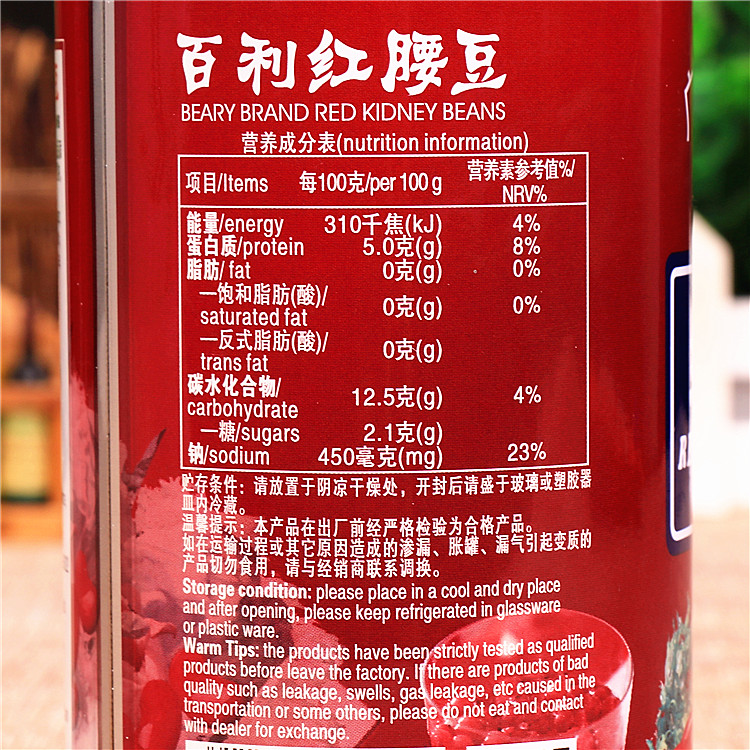 百利红腰豆
BEARY BRAND RED KIDNEY BEANS
营养成分表(nutrition information)
项目/Items 每100克/per 100 g 营养素参考值%/
NRV%
能量/energy 310千焦(kJ) 4%
蛋白质/protein 5.0克(g) 8%
脂肪/ fat 0克(g) 0%
—饱和脂肪(酸)/
saturated fat 0克(g) 0%
—反式脂肪(酸)/
trans fat 0克(g)
碳水化合物/
carbohydrate 12.5克(g) 4%
—糖/sugars 2.1克(g)
钠/sodium 450毫克(mg) 23%
贮存条件：请放置于阴凉干燥处，开封后请盛于玻璃或塑胶器
皿内冷藏。
温馨提示：本产品在出厂前经严格检验为合格产品。
如在运输过程或其它原因造成的渗漏、胀罐、漏气引起变质的
产品切勿食用，请与经销商联系调换。
Storage condition: please place in a cool and dry place
and after opening, please keep refrigerated in glassware
or plastic ware.
Warm Tips: the products have been strictly tested as qualified
products before leave the factory. If there are products of bad
quality such as leakage, swells, gas leakage, etc caused in the
transportation or some others, please do not eat and contact
with dealer for exchange.